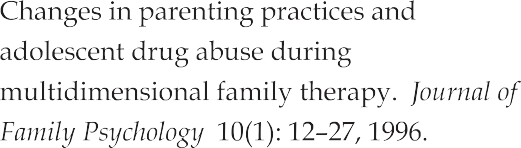 Changes in parenting practices and
adolescent drug abuse during
multidimensional family therapy. Journal of
Family Psychology 10(1): 12–27, 1996.